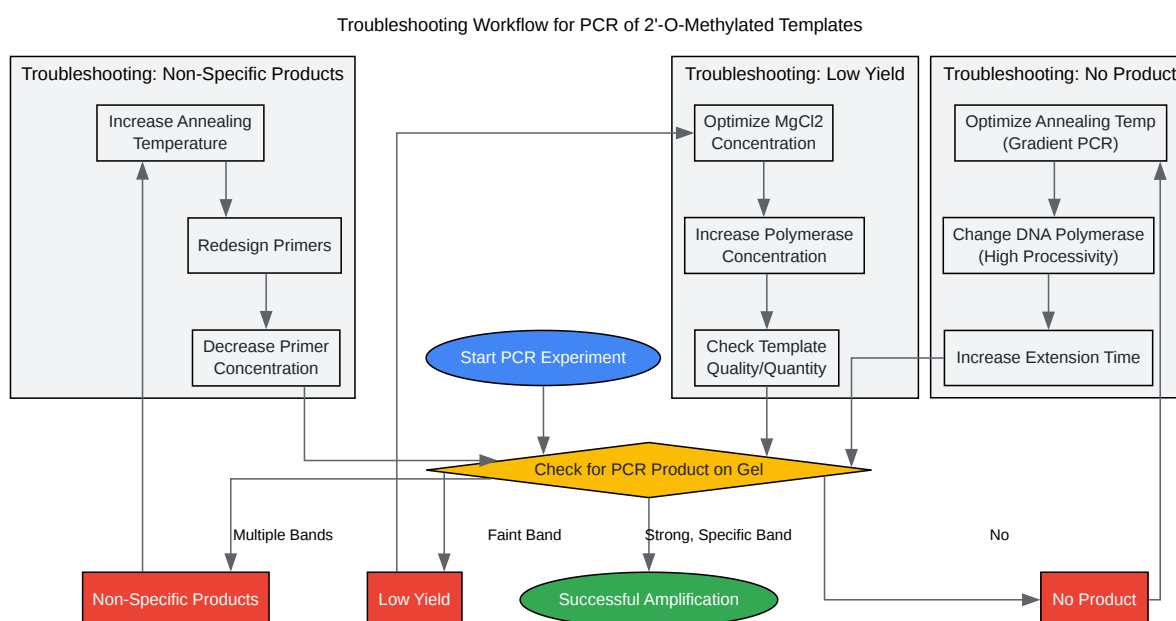 Troubleshooting Workflow for PCR of 2'-O-Methylated Templates
Troubleshooting: Non-Specific Products
Increase Annealing
Temperature
Redesign Primers
Decrease Primer
Concentration
Troubleshooting: Low Yield
Optimize MgCl2
Concentration
Increase Polymerase
Concentration
Check Template
Quality/Quantity
Troubleshooting: No Product
Optimize Annealing Temp
(Gradient PCR)
Change DNA Polymerase
(High Processivity)
Increase Extension Time
Start PCR Experiment
Check for PCR Product on Gel
Multiple Bands
Faint Band
Strong, Specific Band
No
Non-Specific Products
Low Yield
Successful Amplification
No Product